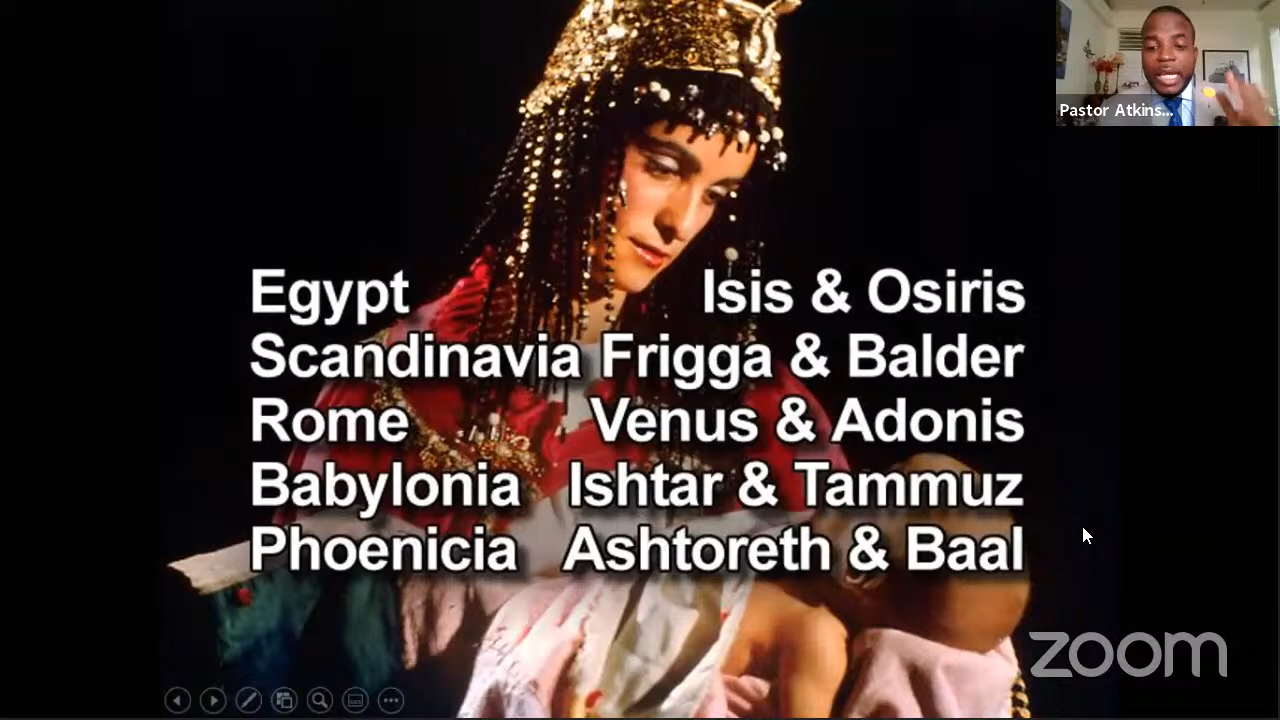 Pastor Atkins...
Egypt Isis & Osiris
Scandinavia Frigga & Balder
Rome Venus & Adonis
Babylonia Ishtar & Tammuz
Phoenicia Ashtoreth & Baal
zoom